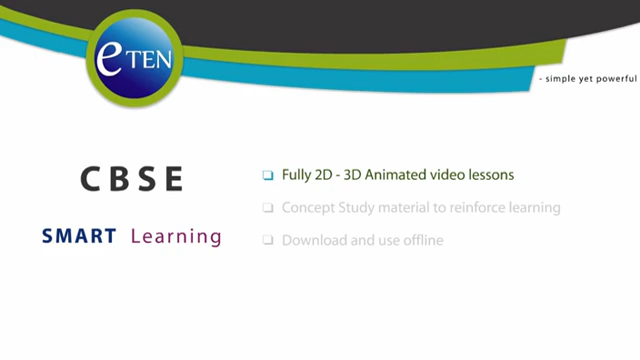 eTEN
- simple yet powerful
CBSE
SMART Learning
Fully 2D - 3D Animated video lessons
Concept Study material to reinforce learning
Download and use offline